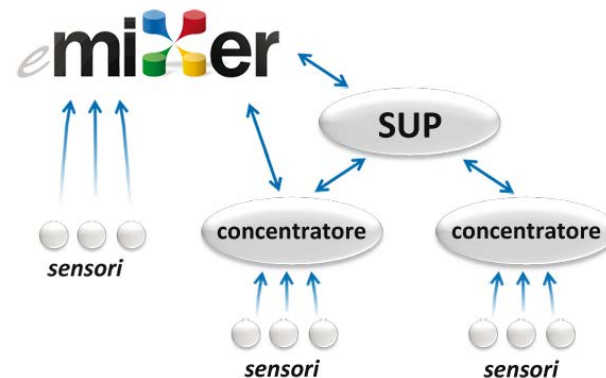 emixer
SUP
concentratore
concentratore
sensori
sensori
sensori